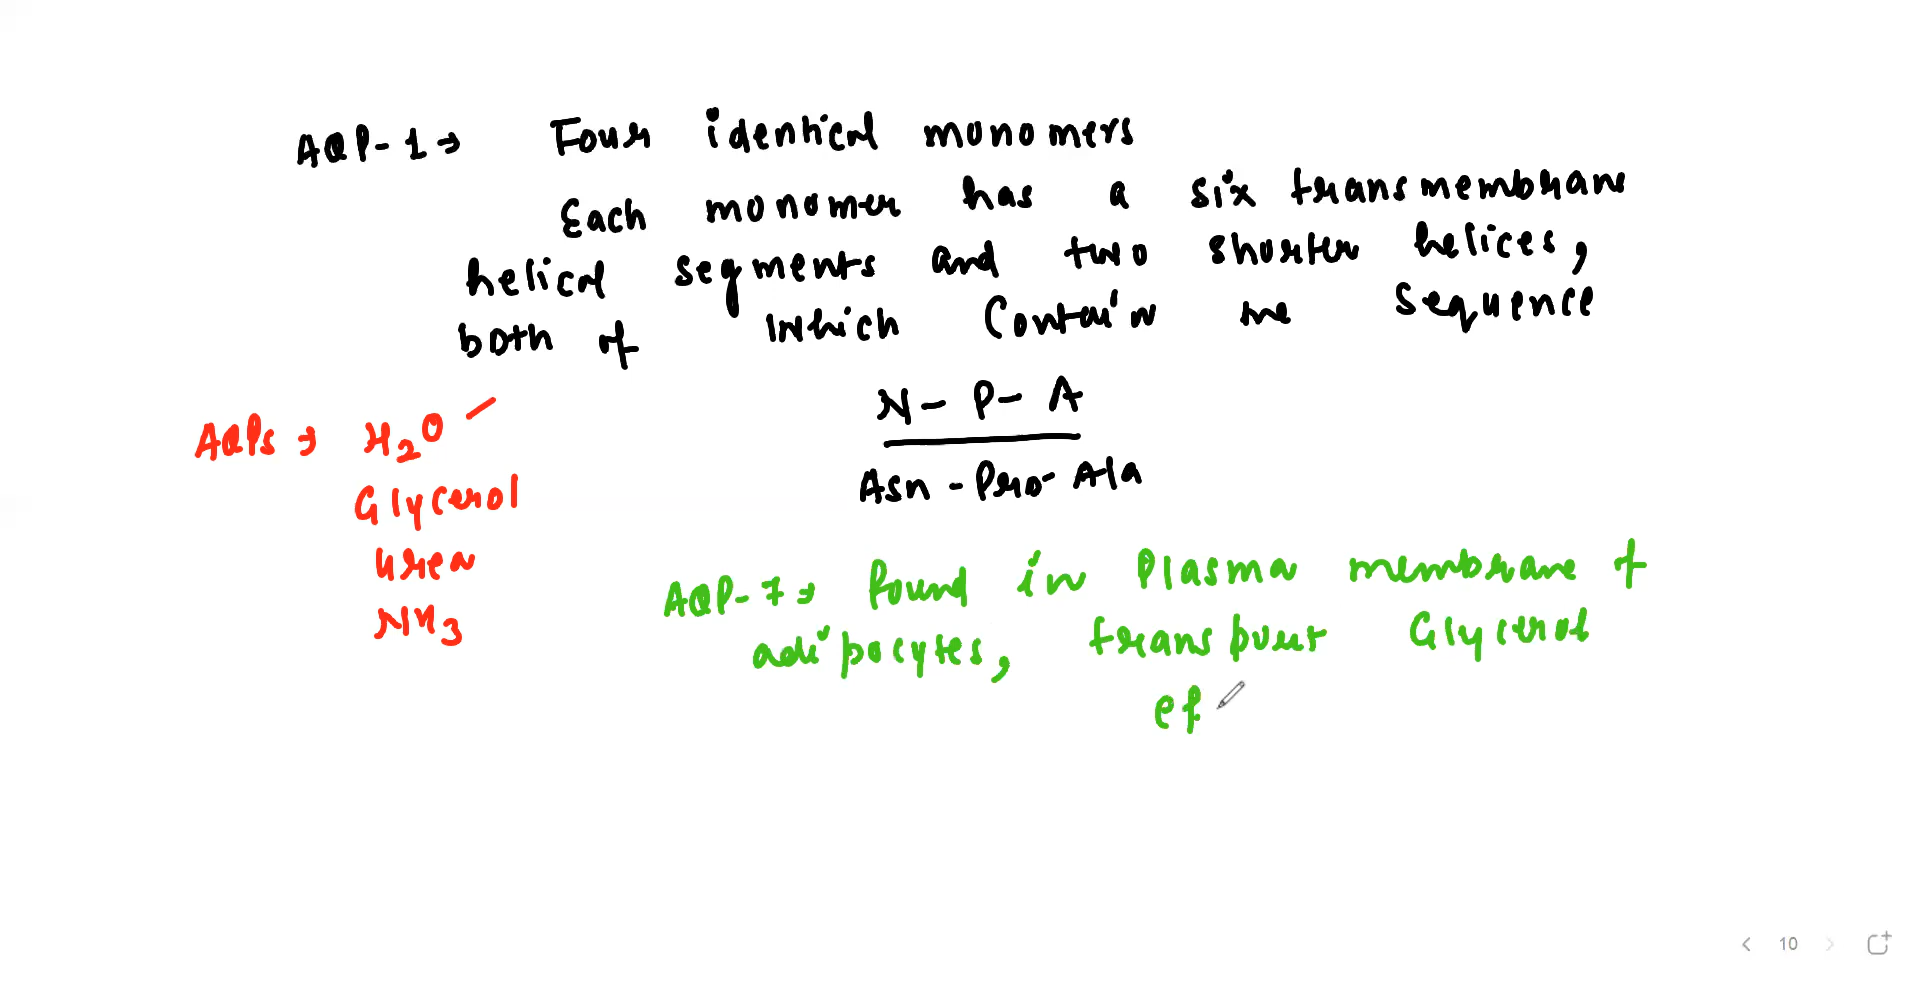 AQP-1⇒ Four identical monomers
Each monomer has a six transmembrane
helical segments and two shorter helices,
both of which contain the sequence
N-P-A
Asn-Pro-Ala
AQPs ⇒ H2O
Glycerol
Urea
NH3
AQP-7⇒ found in Plasma membrane of
adipocytes, transport Glycerol
ef
10